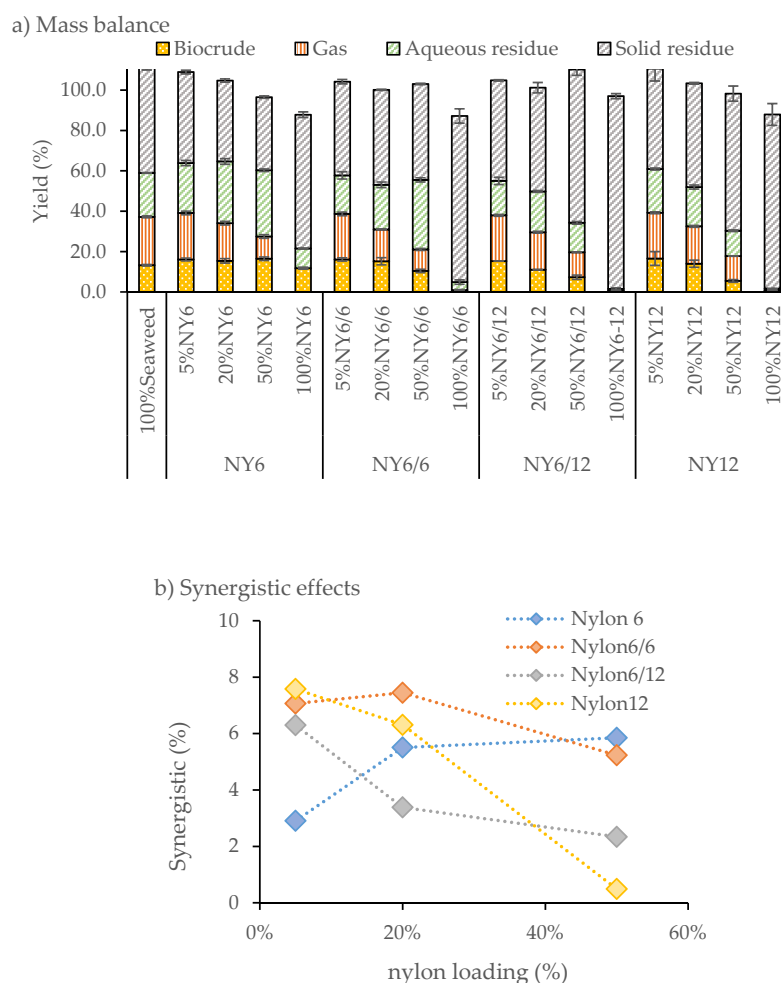 a) Mass balance
Biocrude Gas Aqueous residue Solid residue
100.0
80.0
60.0
40.0
20.0
0.0
Yield (%)
100%Seaweed
5%NY6
20%NY6
50%NY6
100%NY6
5%NY6/6
20%NY6/6
50%NY6/6
100%NY6/6
5%NY6/12
20%NY6/12
50%NY6/12
100%NY6-12
5%NY12
20%NY12
50%NY12
100%NY12
NY6 NY6/6 NY6/12 NY12
b) Synergistic effects
10
8
6
4
2
0
Synergistic (%)
Nylon 6
Nylon6/6
Nylon6/12
Nylon12
0% 20% 40% 60%
nylon loading (%)